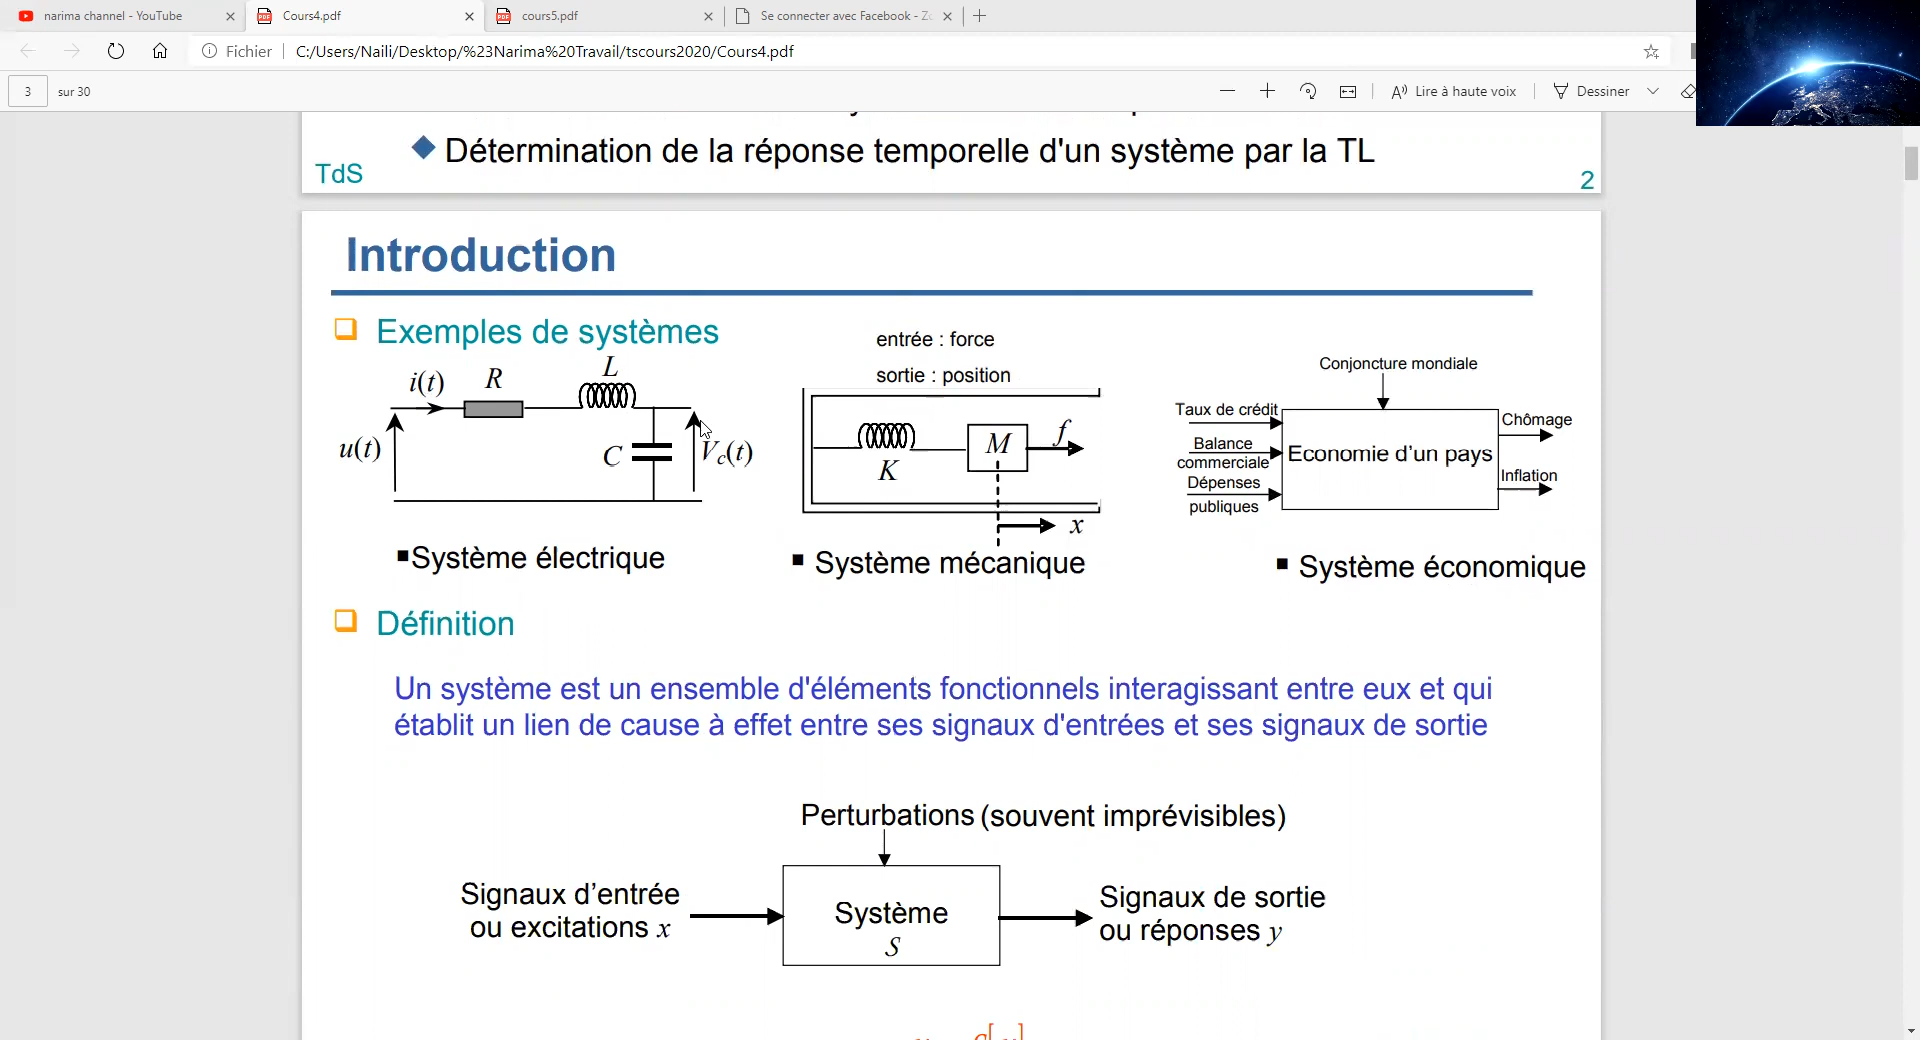 narima channel - YouTube
Cours4.pdf
cours5.pdf
Se connecter avec Facebook - Zo
Fichier
C:/Users/Naili/Desktop/%23Narima%20Travail/tscours2020/Cours4.pdf
3 sur 30
Lire à haute voix
Dessiner
Détermination de la réponse temporelle d'un système par la TL
TdS
2
Introduction
Exemples de systèmes
i(t) R L
u(t)
C
Vc(t)
entrée : force
sortie : position
K
M
f
x
Conjoncture mondiale
Taux de crédit
Balance
commerciale
Dépenses
publiques
Economie d'un pays
Chômage
Inflation
Système électrique
Système mécanique
Système économique
Définition
Un système est un ensemble d'éléments fonctionnels interagissant entre eux et qui
établit un lien de cause à effet entre ses signaux d'entrées et ses signaux de sortie
Perturbations (souvent imprévisibles)
Signaux d’entrée
ou excitations x
Système
S
Signaux de sortie
ou réponses y